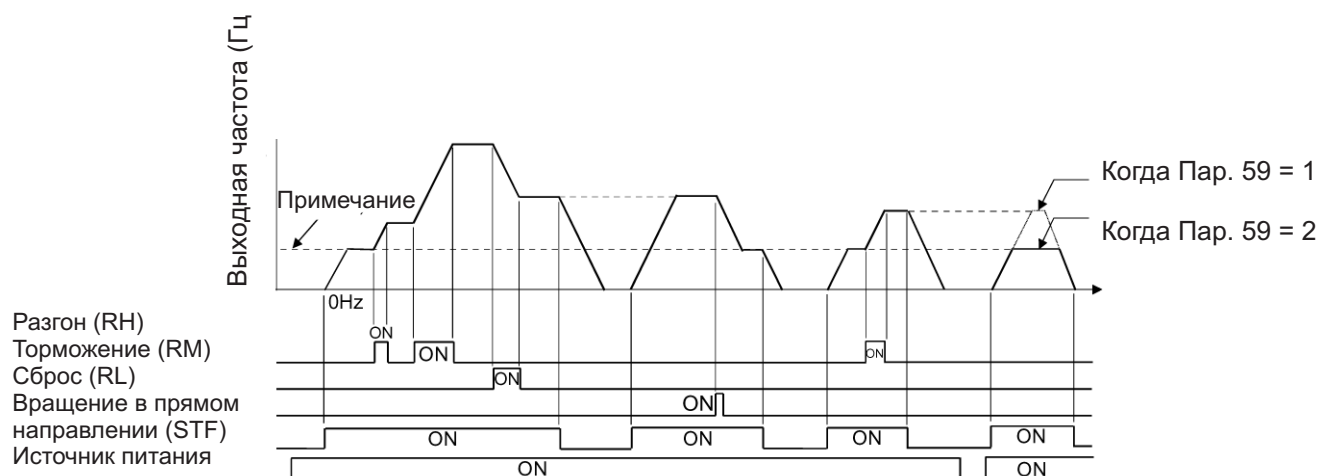 Выходная частота (Гц
Примечание
Когда Пар. 59 = 1
Когда Пар. 59 = 2
0Hz
Разгон (RH)
ON
Торможение (RM)
ON
ON
Сброс (RL)
ON
Вращение в прямом
ON
направлении (STF)
ON
ON
ON
ON
Источник питания
ON
ON